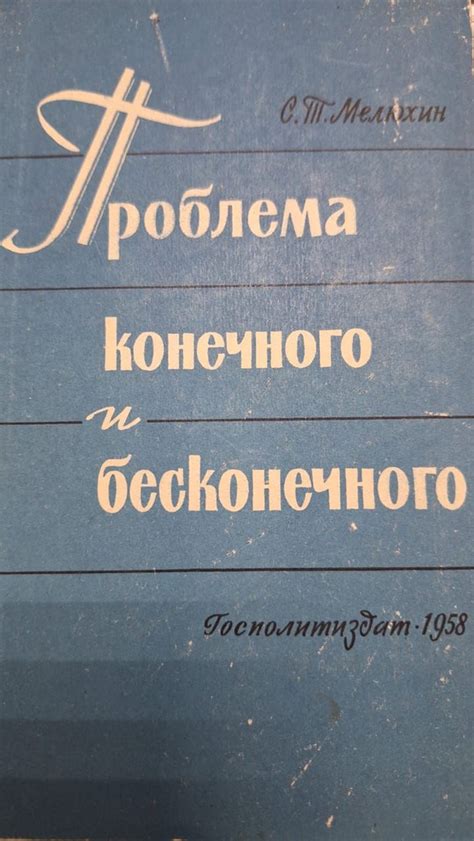 С. Т. Мелюхин
Проблема
конечного
и
бесконечного
Госполитиздат · 1958